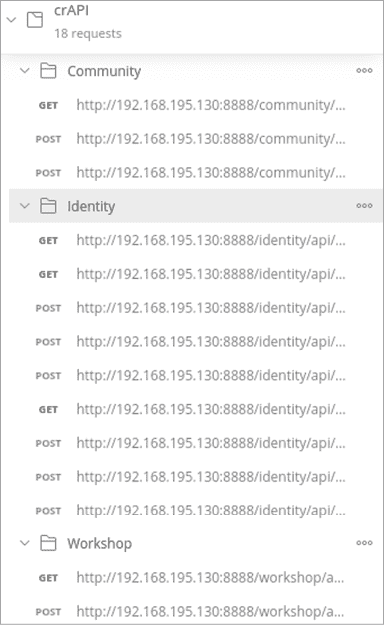 crAPI
18 requests
Community
GET http://192.168.195.130:8888/community/...
POST http://192.168.195.130:8888/community/...
POST http://192.168.195.130:8888/community/...
Identity
GET http://192.168.195.130:8888/identity/api/...
GET http://192.168.195.130:8888/identity/api/...
POST http://192.168.195.130:8888/identity/api/...
POST http://192.168.195.130:8888/identity/api/...
POST http://192.168.195.130:8888/identity/api/...
GET http://192.168.195.130:8888/identity/api/...
POST http://192.168.195.130:8888/identity/api/...
POST http://192.168.195.130:8888/identity/api/...
POST http://192.168.195.130:8888/identity/api/...
Workshop
GET http://192.168.195.130:8888/workshop/a...
POST http://192.168.195.130:8888/workshop/a...